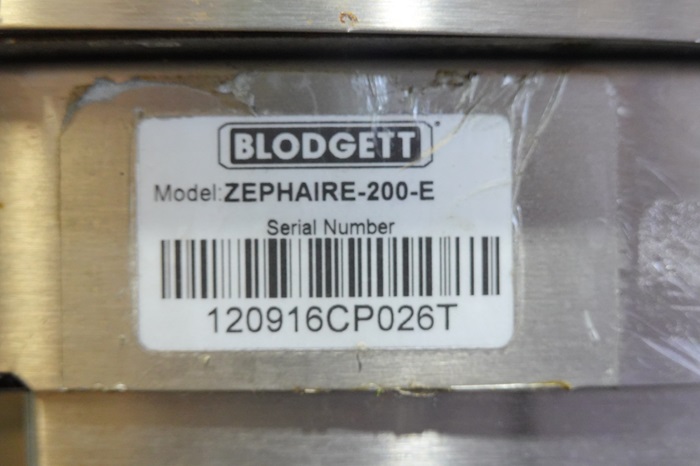 BLODGETT
Model:ZEPHAIRE-200-E
Serial Number
120916CP026T